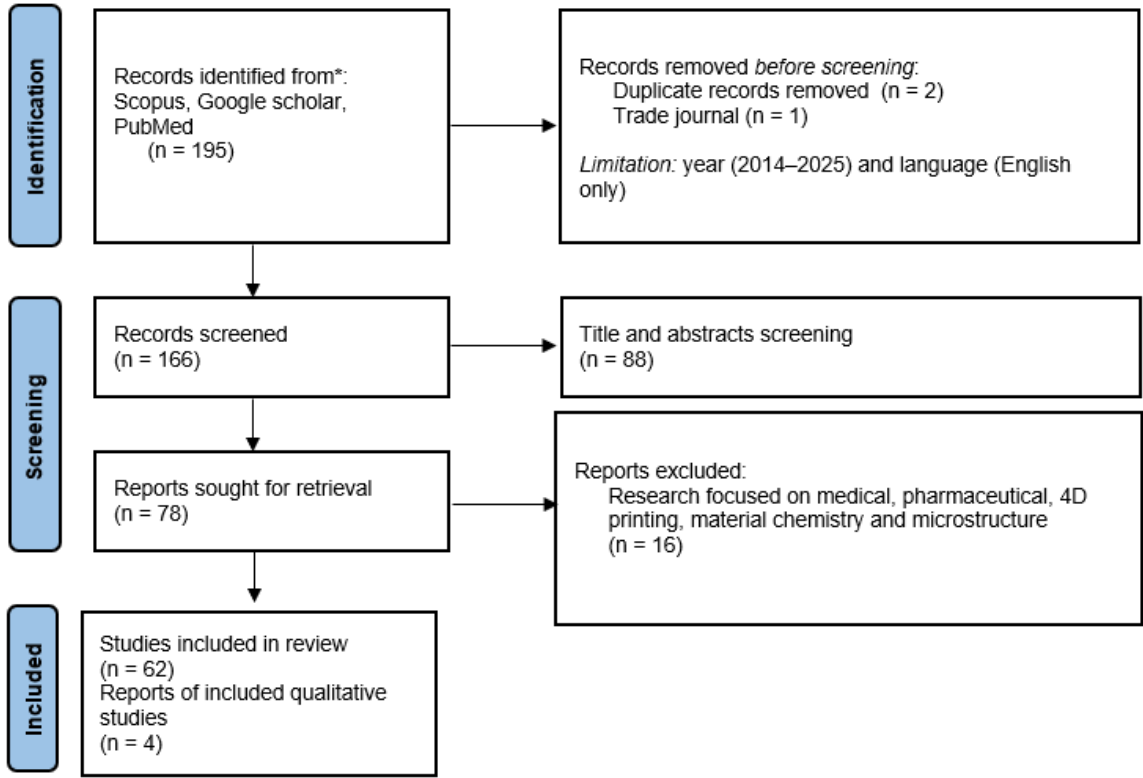 Identification
Records identified from*:
Scopus, Google scholar,
PubMed
(n = 195)
Records removed before screening:
Duplicate records removed  (n = 2)
Trade journal (n = 1)
Limitation: year (2014–2025) and language (English
only)
Screening
Records screened
(n = 166)
Title and abstracts screening
(n = 88)
Reports sought for retrieval
(n = 78)
Reports excluded:
Research focused on medical, pharmaceutical, 4D
printing, material chemistry and microstructure
(n = 16)
Included
Studies included in review
(n = 62)
Reports of included qualitative
studies
(n = 4)